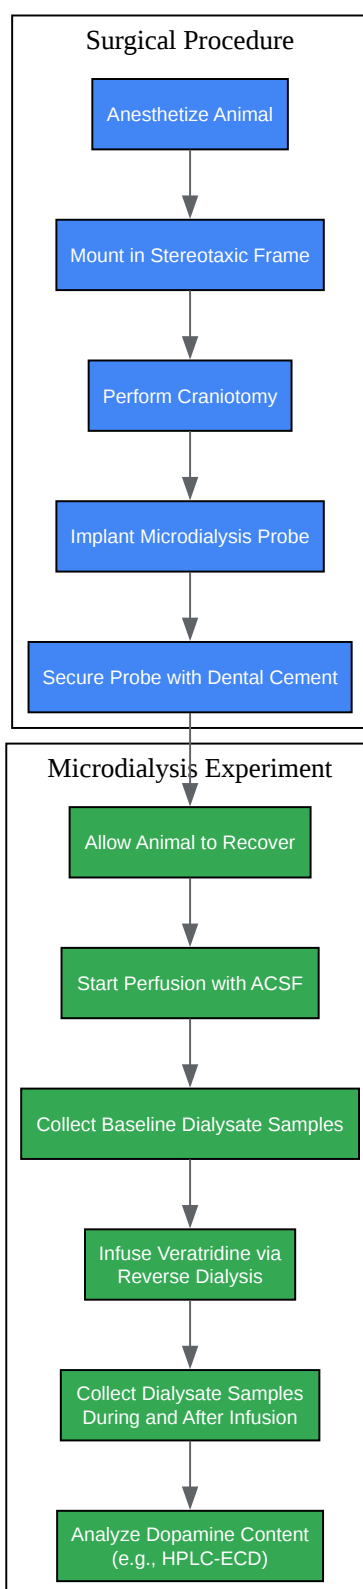 Surgical Procedure
Anesthetize Animal
Mount in Stereotaxic Frame
Perform Craniotomy
Implant Microdialysis Probe
Secure Probe with Dental Cement
Microdialysis Experiment
Allow Animal to Recover
Start Perfusion with ACSF
Collect Baseline Dialysate Samples
Infuse Veratridine via
Reverse Dialysis
Collect Dialysate Samples
During and After Infusion
Analyze Dopamine Content
(e.g., HPLC-ECD)